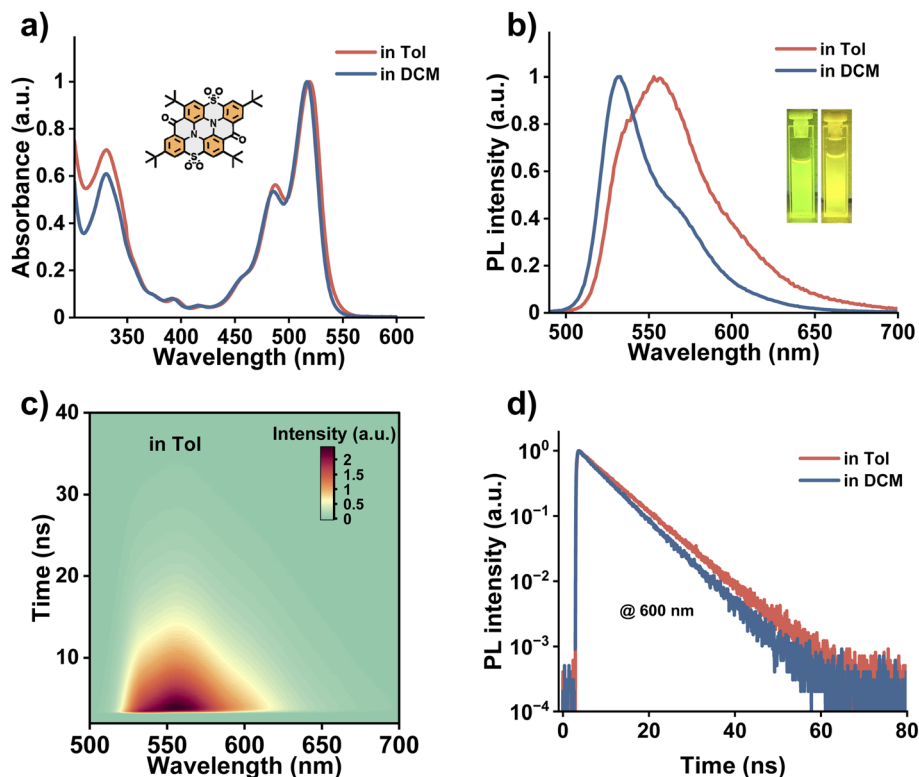 a)
in Tol
in DCM
Absorbance (a.u.)
1
0.8
0.6
0.4
0.2
0
350
400
450
500
550
600
Wavelength (nm)
O
O
S
O
N
N
O
S
O
O
b)
in Tol
in DCM
PL intensity (a.u.)
1
0.8
0.6
0.4
0.2
0
500
550
600
650
700
Wavelength (nm)
c)
in Tol
Intensity (a.u.)
2
1.5
1
0.5
0
Time (ns)
40
30
20
10
500
550
600
650
700
Wavelength (nm)
d)
in Tol
in DCM
PL intensity (a.u.)
10⁰
10⁻¹
10⁻²
10⁻³
10⁻⁴
@ 600 nm
0
20
40
60
80
Time (ns)